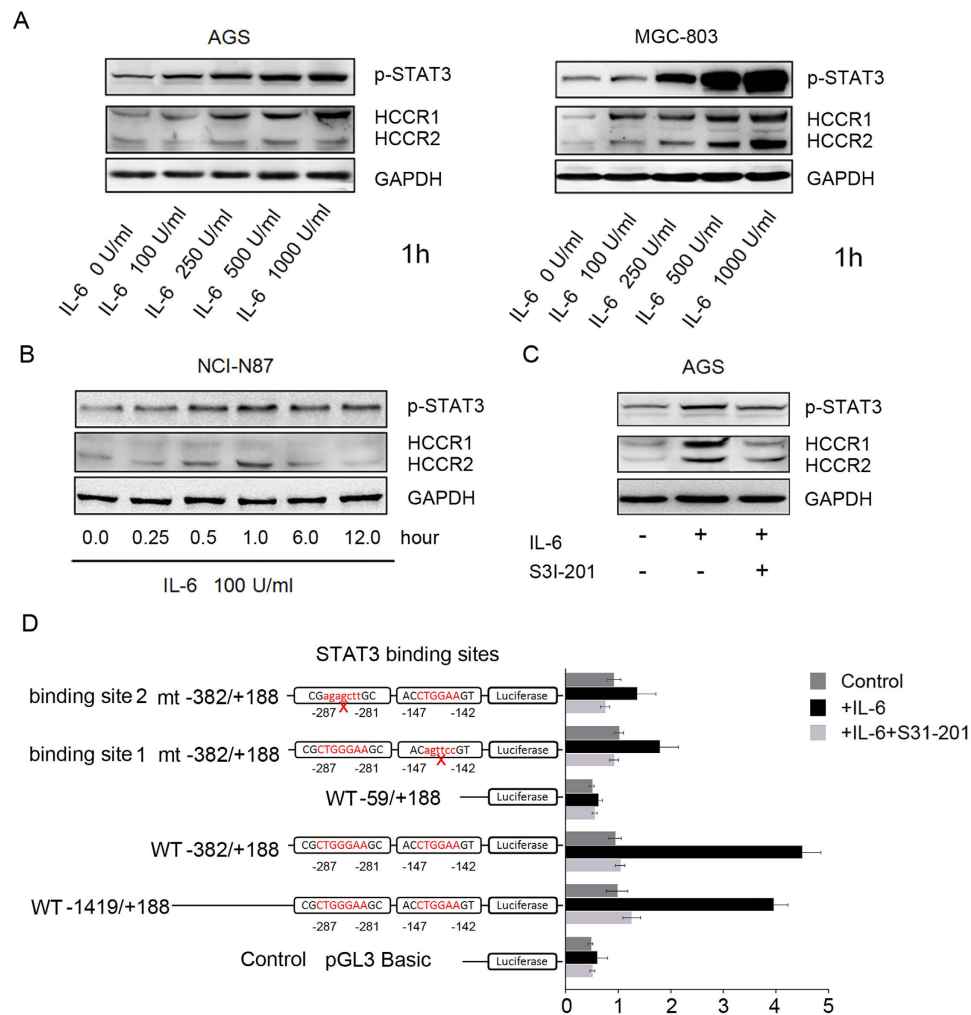 A
AGS
p-STAT3
HCCR1
HCCR2
GAPDH
IL-6 0 U/ml
IL-6 100 U/ml
IL-6 250 U/ml
IL-6 500 U/ml
IL-6 1000 U/ml
1h
MGC-803
p-STAT3
HCCR1
HCCR2
GAPDH
IL-6 0 U/ml
IL-6 100 U/ml
IL-6 250 U/ml
IL-6 500 U/ml
IL-6 1000 U/ml
1h
B
NCI-N87
p-STAT3
HCCR1
HCCR2
GAPDH
0.0 0.25 0.5 1.0 6.0 12.0 hour
IL-6 100 U/ml
C
AGS
p-STAT3
HCCR1
HCCR2
GAPDH
IL-6 - + +
S3I-201 - - +
D
STAT3 binding sites
binding site 2 mt -382/+188 CGagagcttGC ACCTGGAAGT Luciferase
-287 X -281 -147 -142
binding site 1 mt -382/+188 CGCTGGGAAGC ACagttccGT Luciferase
-287 -281 -147 X -142
WT -59/+188 Luciferase
WT -382/+188 CGCTGGGAAGC ACCTGGAAGT Luciferase
-287 -281 -147 -142
WT -1419/+188 CGCTGGGAAGC ACCTGGAAGT Luciferase
-287 -281 -147 -142
Control pGL3 Basic Luciferase
0 1 2 3 4 5
Control
+IL-6
+IL-6+S31-201